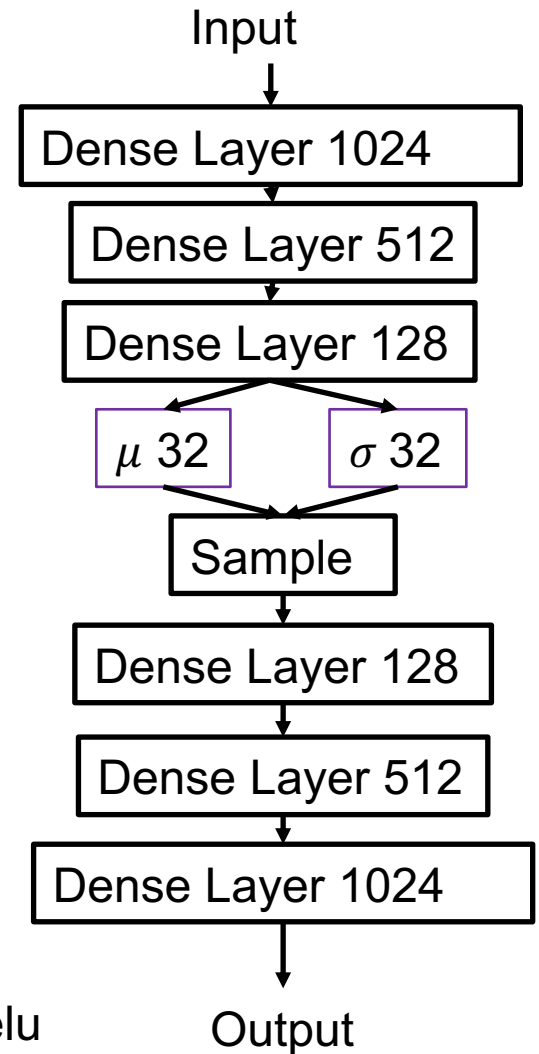 Input
Dense Layer 1024
Dense Layer 512
Dense Layer 128
μ 32 σ 32
Sample
Dense Layer 128
Dense Layer 512
Dense Layer 1024
elu Output